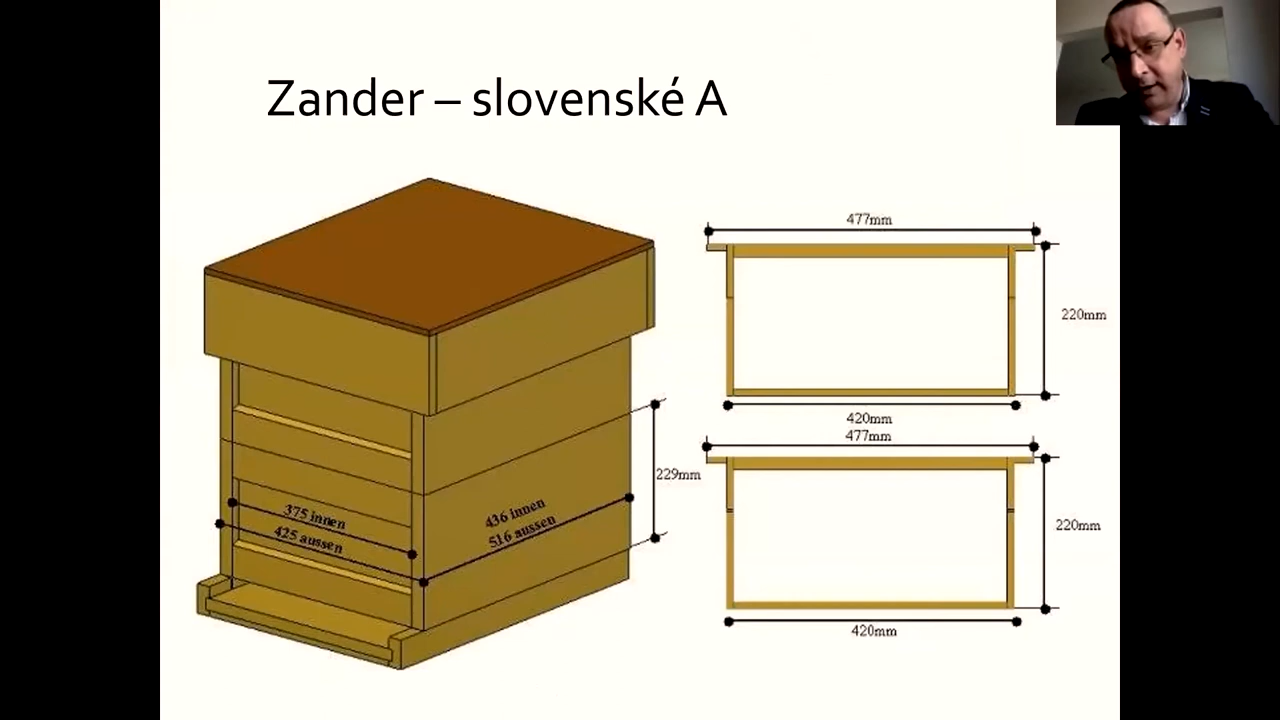 Zander – slovenské A
477mm
220mm
420mm
477mm
229mm
375 innen
425 aussen
436 innen
516 aussen
220mm
420mm